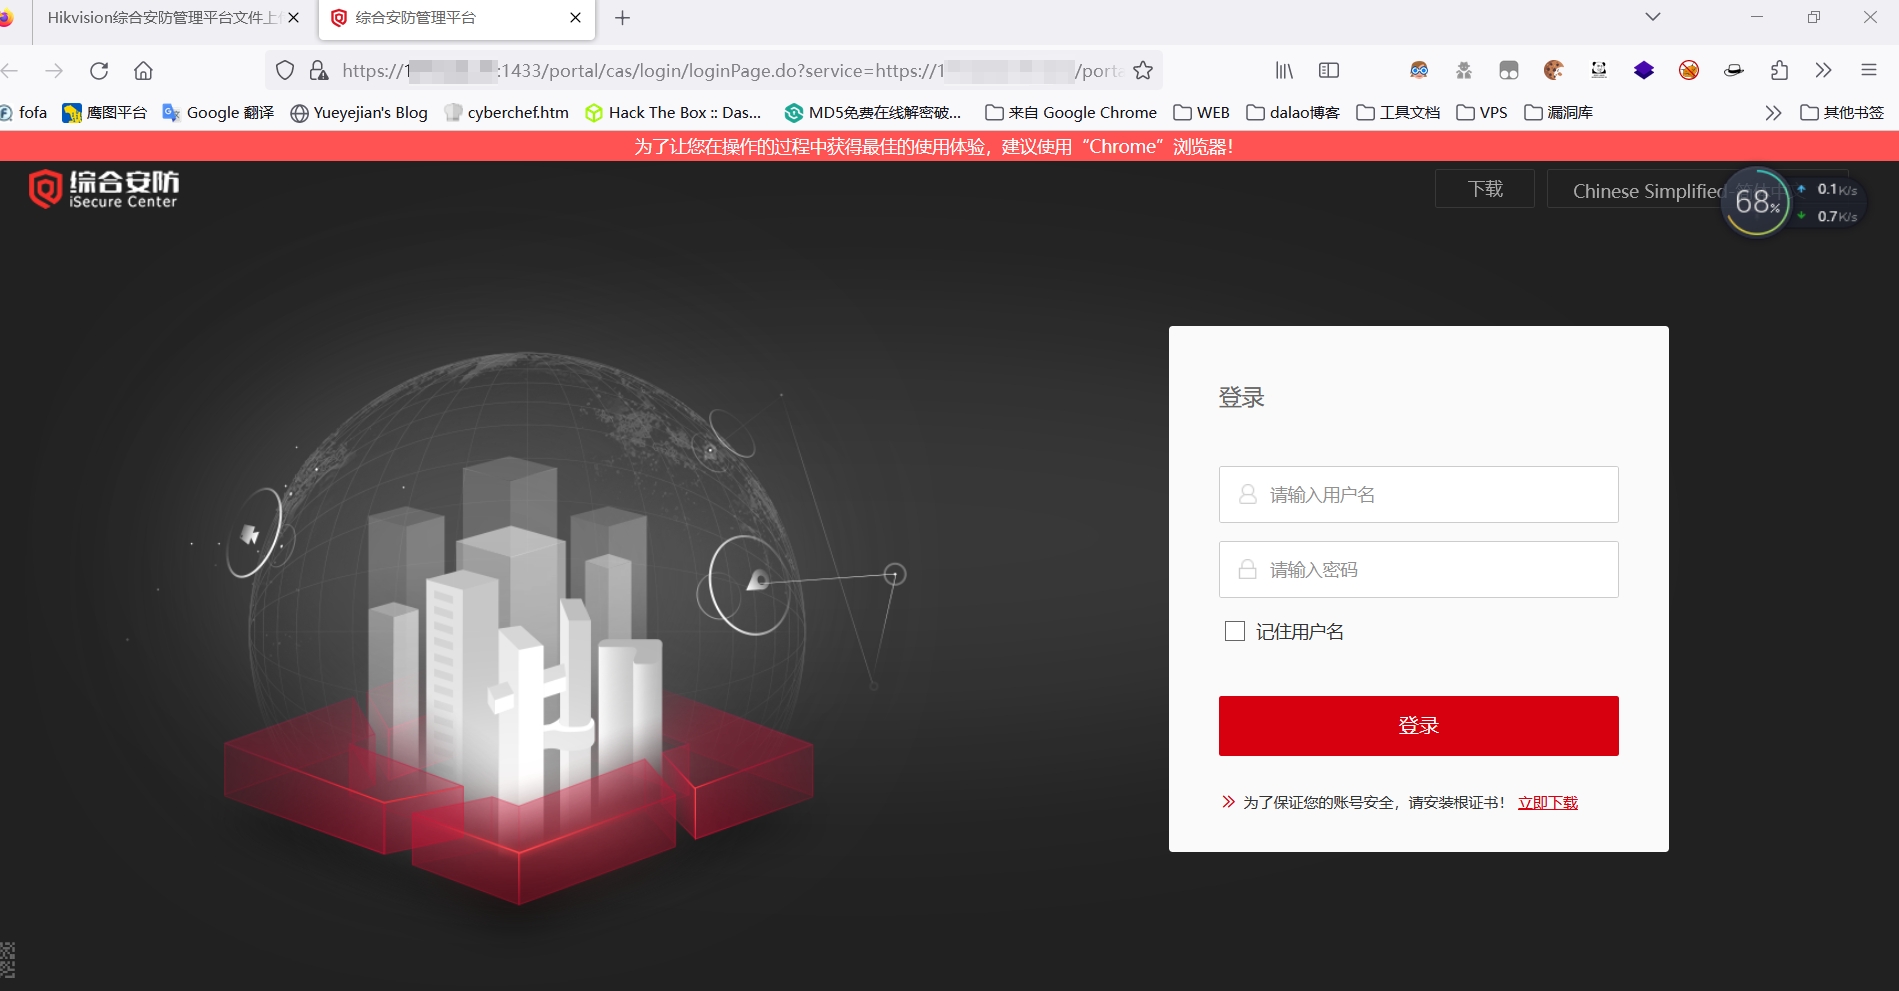 Hikvision综合安防管理平台文件上
综合安防管理平台
https://1 :1433/portal/cas/login/loginPage.do?service=https://1 /porta
fofa 鹰图平台 Google 翻译 Yueyejian's Blog cyberchef.htm Hack The Box :: Das... MD5免费在线解密破... 来自 Google Chrome WEB dalao博客 工具文档 VPS 漏洞库 其他书签
为了让您在操作的过程中获得最佳的使用体验，建议使用“Chrome”浏览器！
综合安防
iSecure Center
下载
Chinese Simplified-简体中
68%
0.1K/s
0.7K/s
登录
请输入用户名
请输入密码
记住用户名
登录
为了保证您的账号安全，请安装根证书！ 立即下载